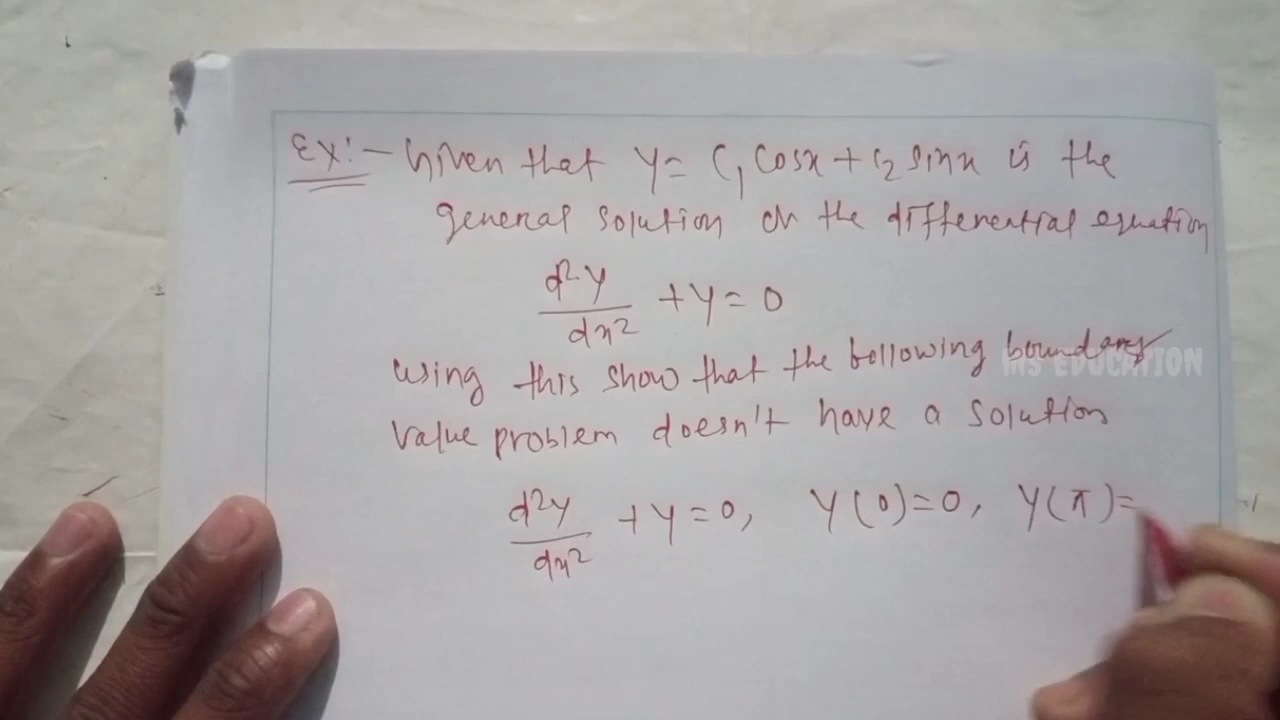 Ex:- Given that y = C₁ cosx + C₂ sinx is the
general solution of the differential equation
d²y/dx² + y = 0
using this show that the following boundary
MS EDUCATION
value problem doesn't have a solution
d²y/dx² + y = 0, y(0)=0, y(π)=